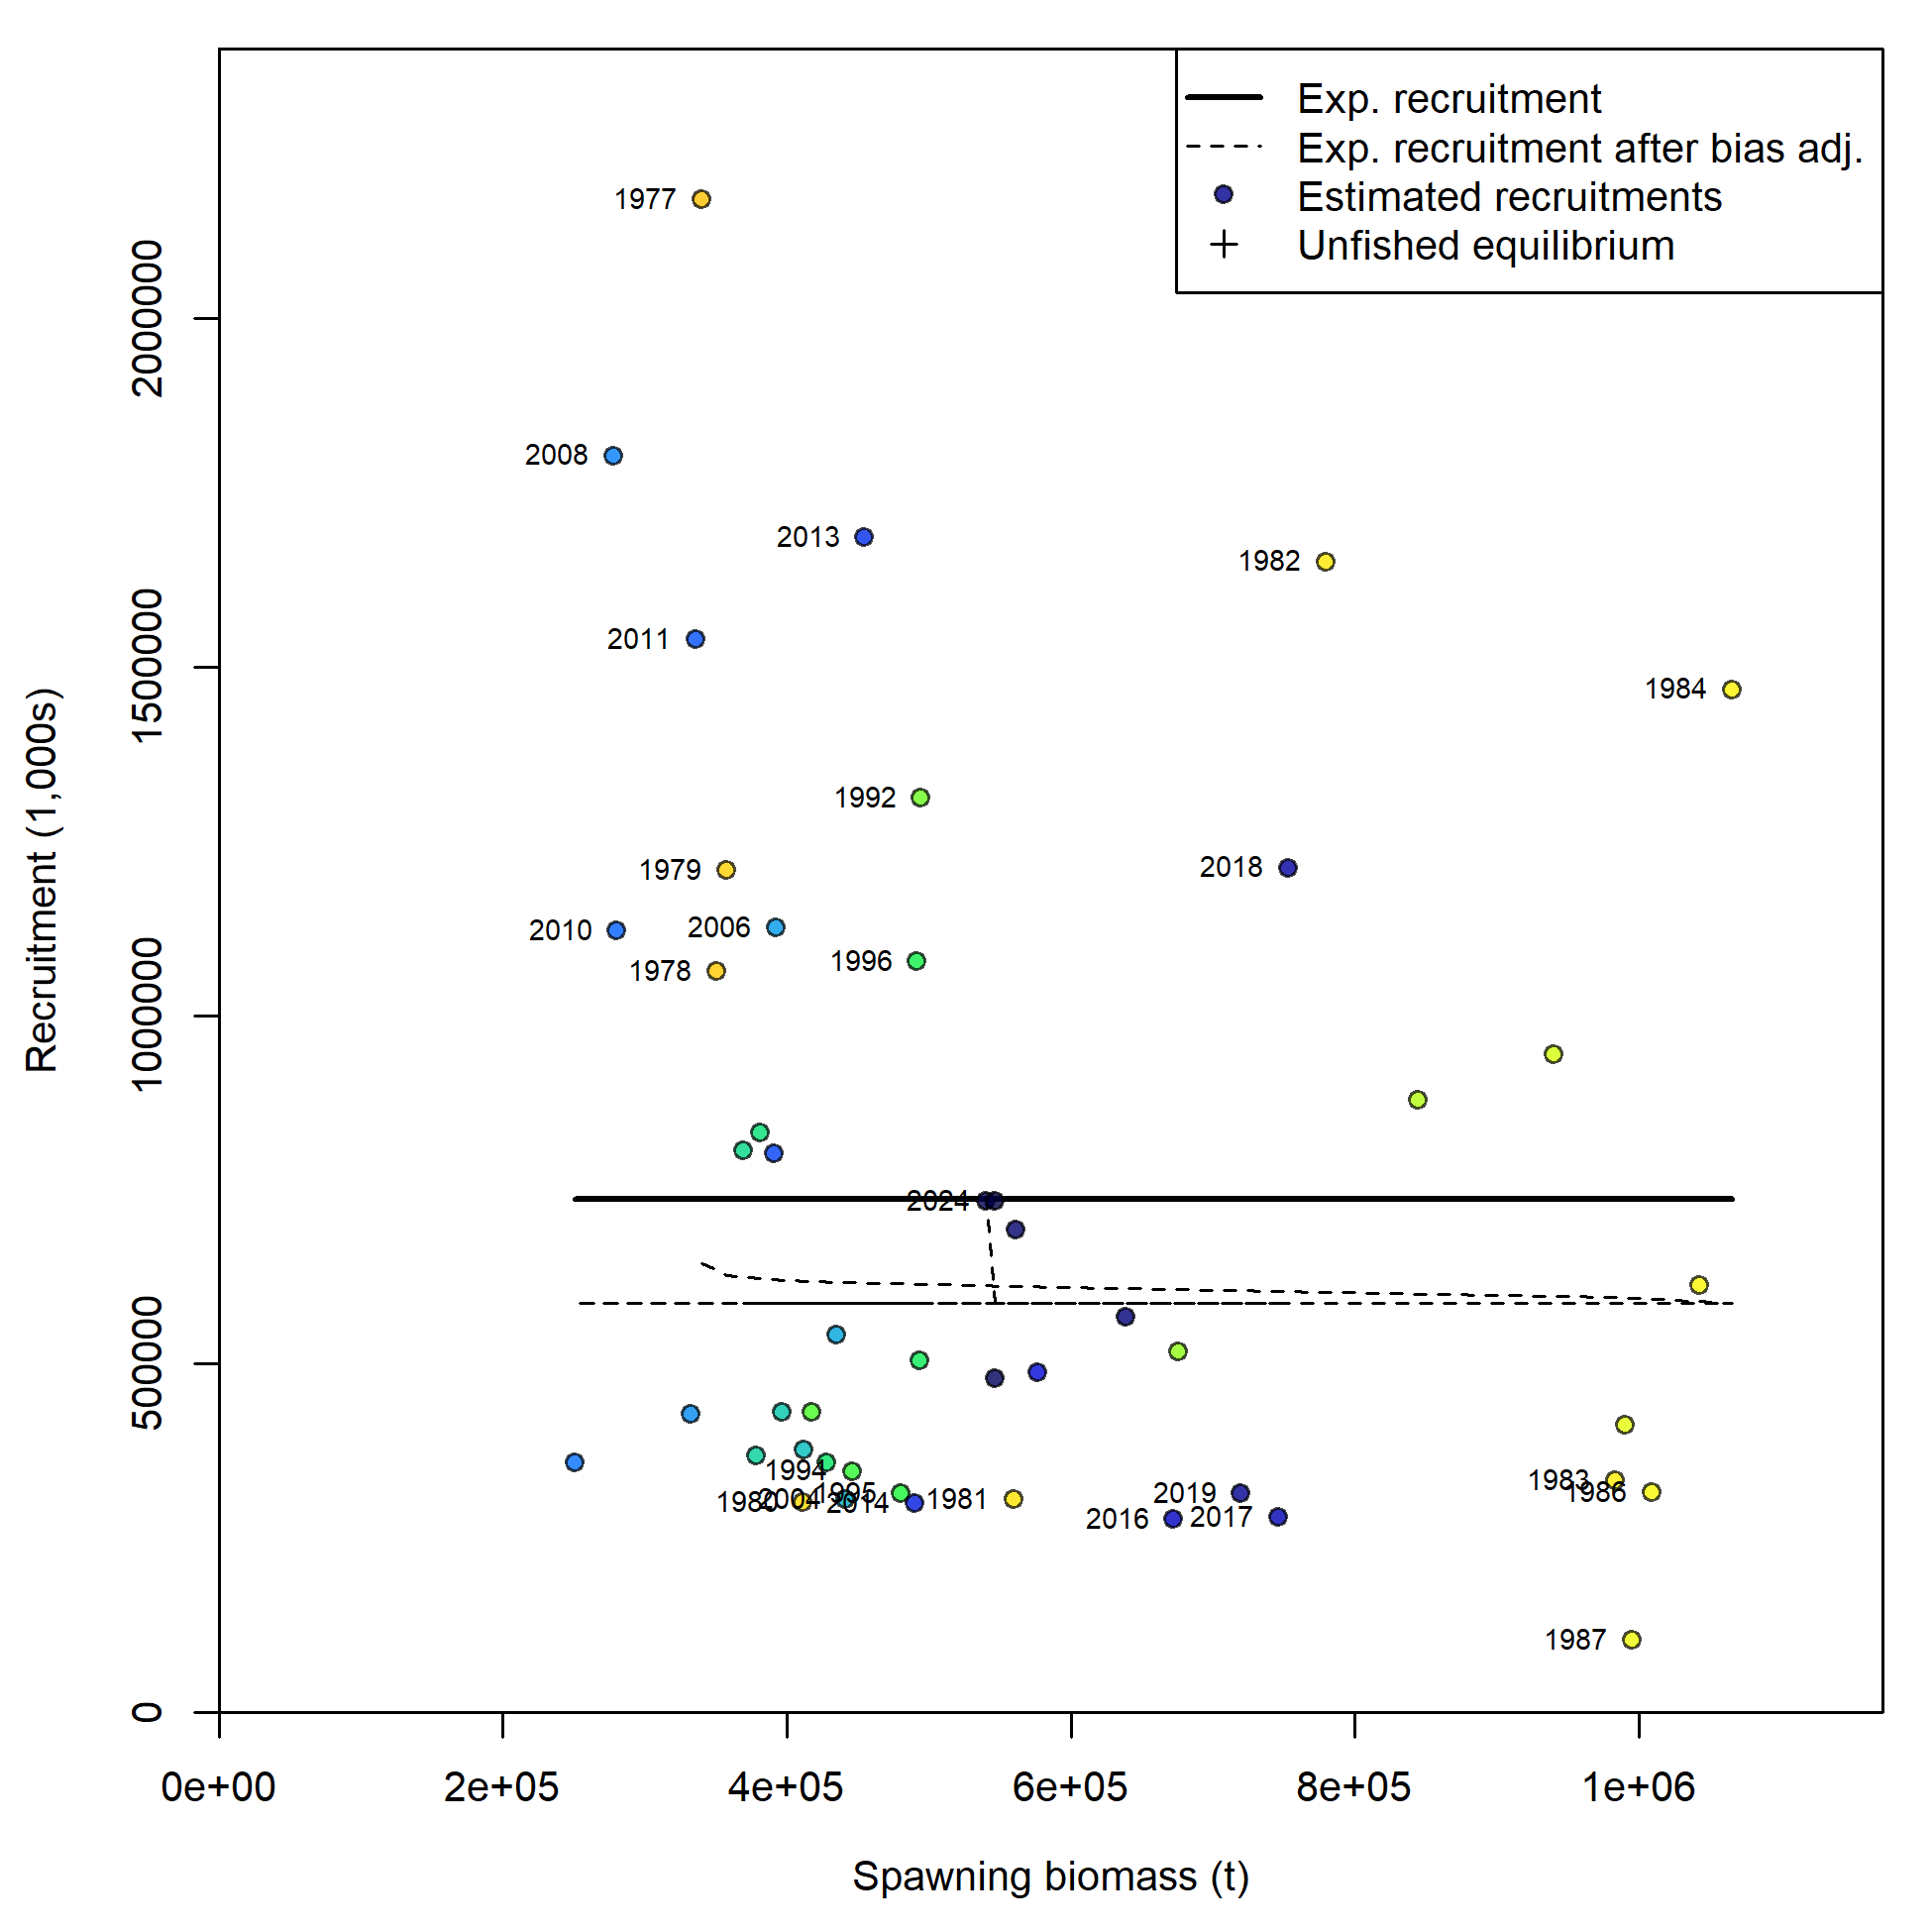 Exp. recruitment
Exp. recruitment after bias adj.
Estimated recruitments
Unfished equilibrium
1977
2008
2013
1982
2011
1984
1992
1979
2018
2010
2006
1996
1978
2024
1994
1980
2004
1995
2014
1981
2019
2016
2017
1983
1986
1987
Recruitment (1,000s)
2000000
1500000
1000000
500000
0
0e+00
2e+05
4e+05
6e+05
8e+05
1e+06
Spawning biomass (t)